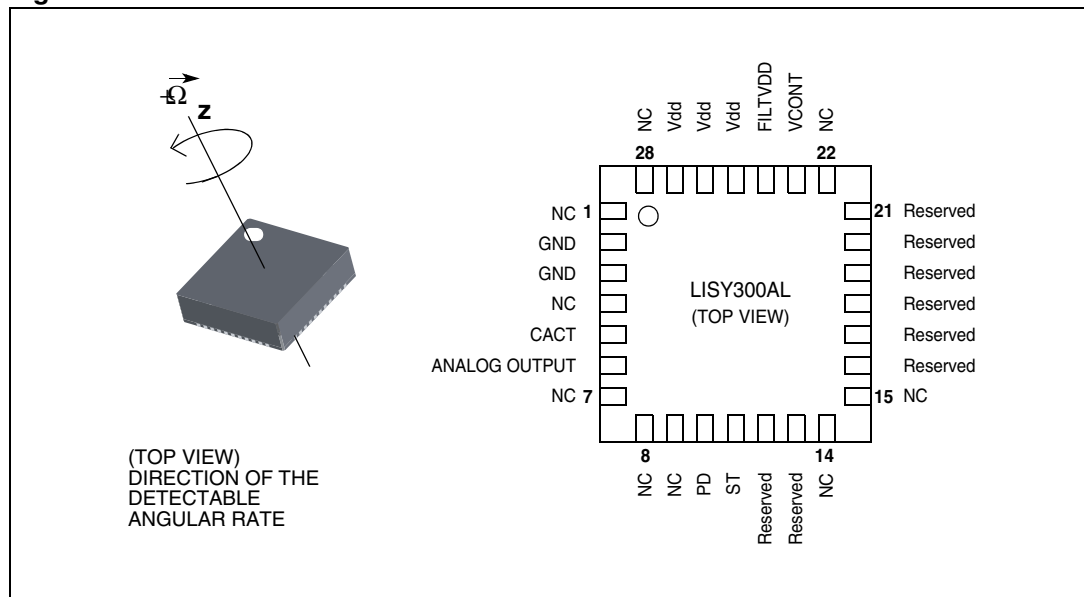 +Ω
z
(TOP VIEW)
DIRECTION OF THE
DETECTABLE
ANGULAR RATE
NC
Vdd
Vdd
Vdd
FILTVDD
VCONT
NC
28
22
NC 1
GND
GND
NC
CACT
ANALOG OUTPUT
NC 7
LISY300AL
(TOP VIEW)
21 Reserved
Reserved
Reserved
Reserved
Reserved
Reserved
15 NC
8
14
NC
NC
PD
ST
Reserved
Reserved
NC